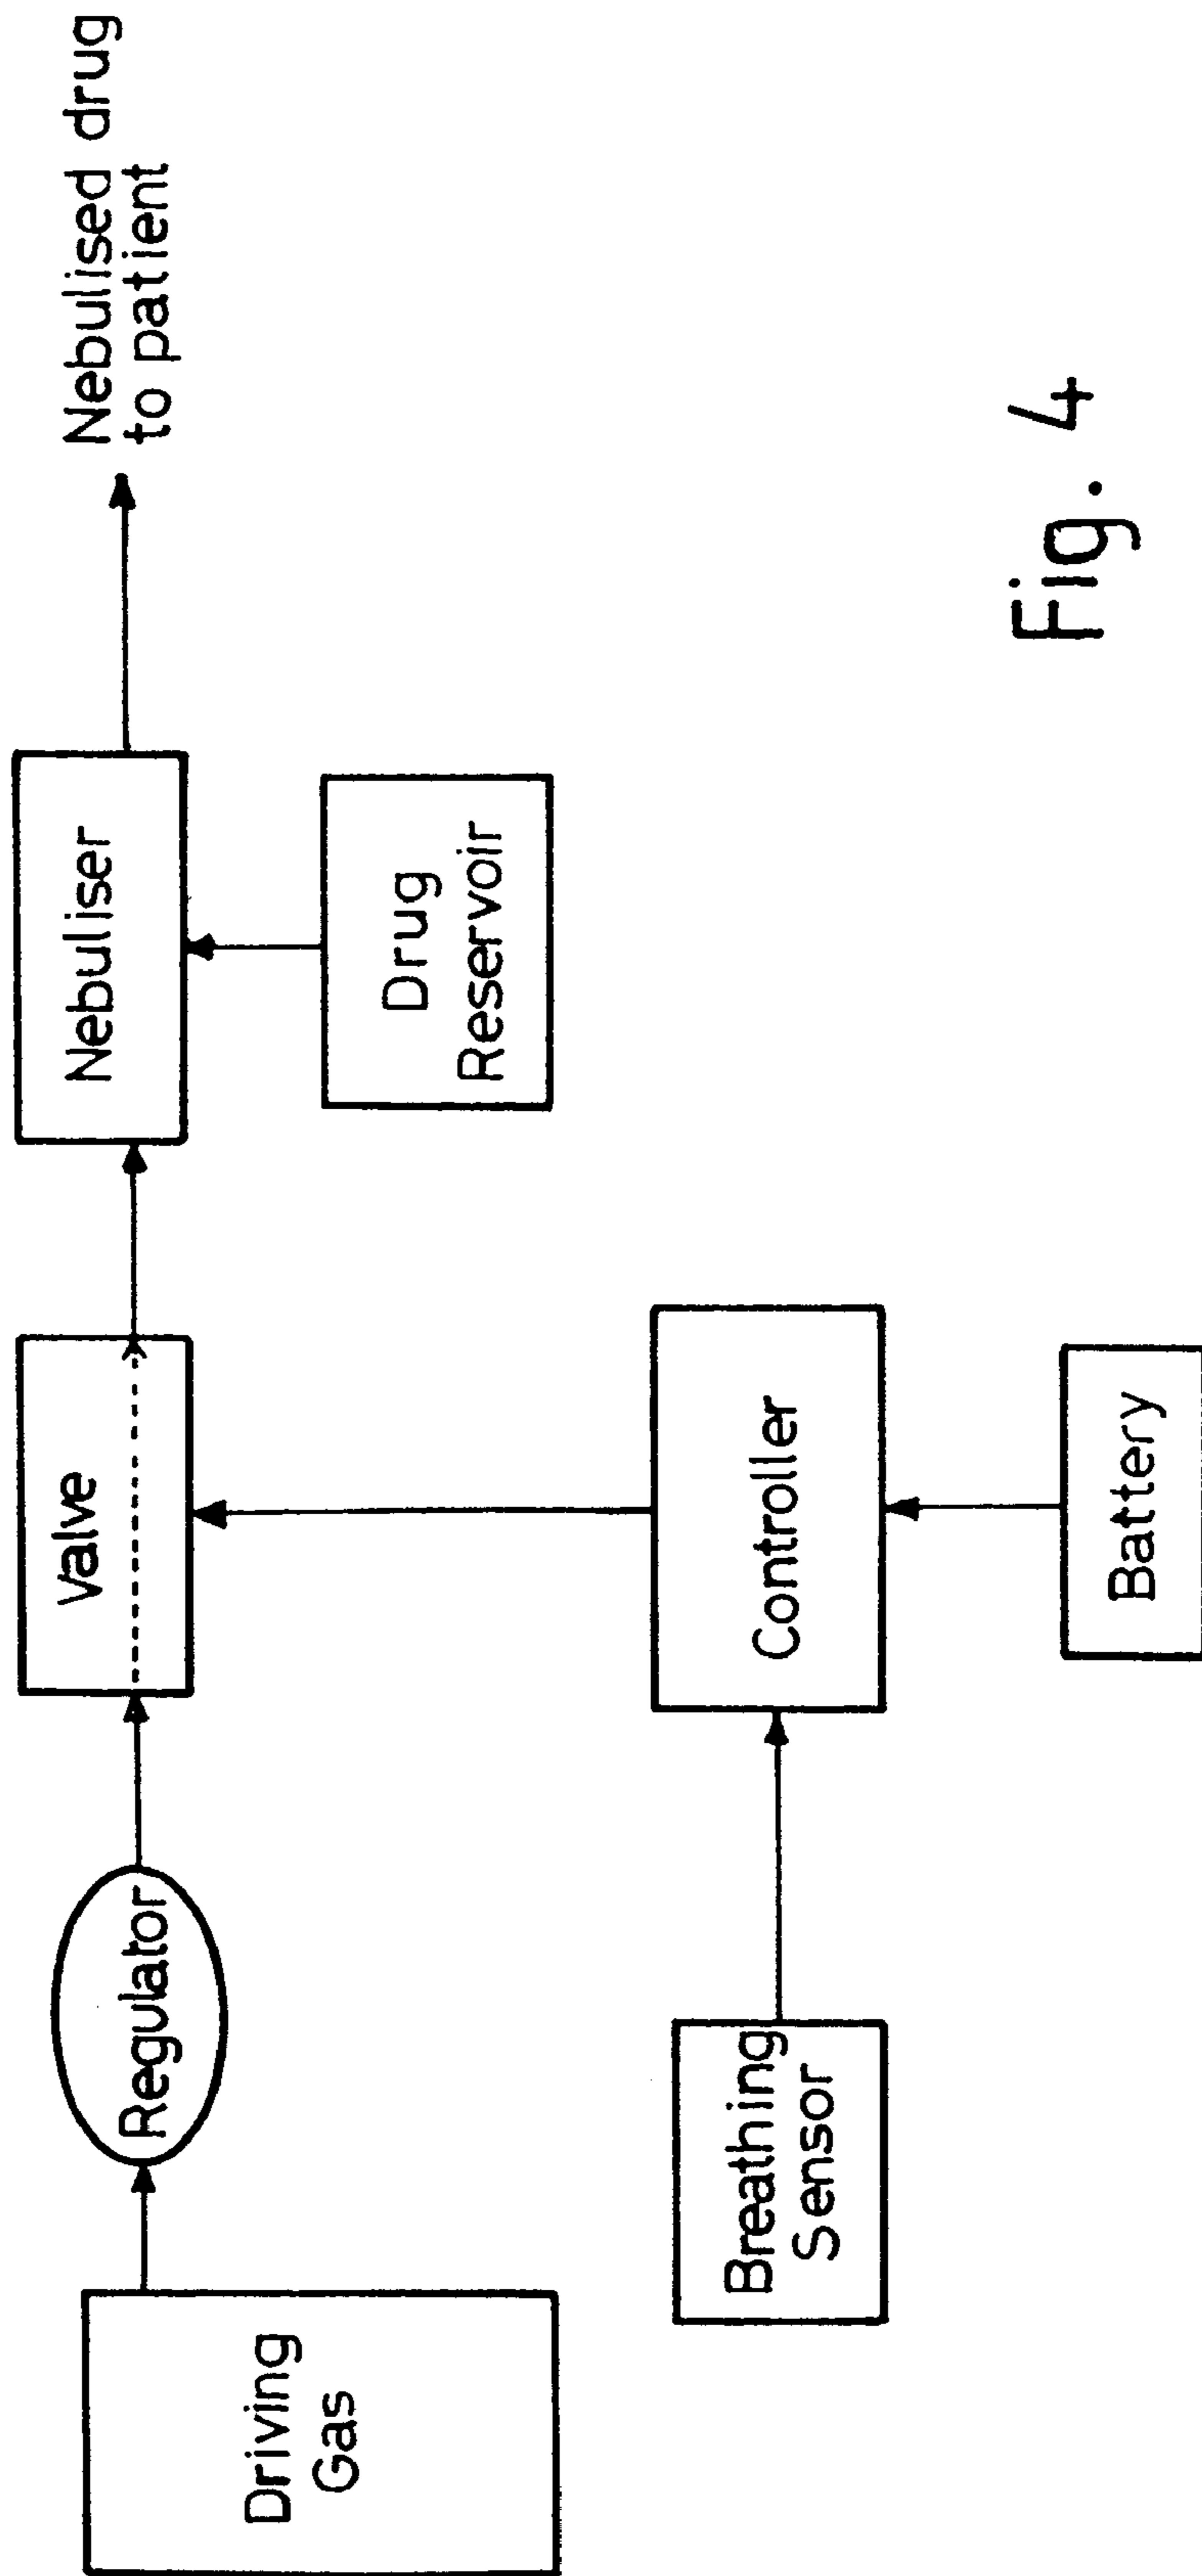 Nebulised drug
to patient
Nebuliser
Drug
Reservoir
Valve
Controller
Battery
Regulator
Breathing
Sensor
Driving
Gas
Fig. 4